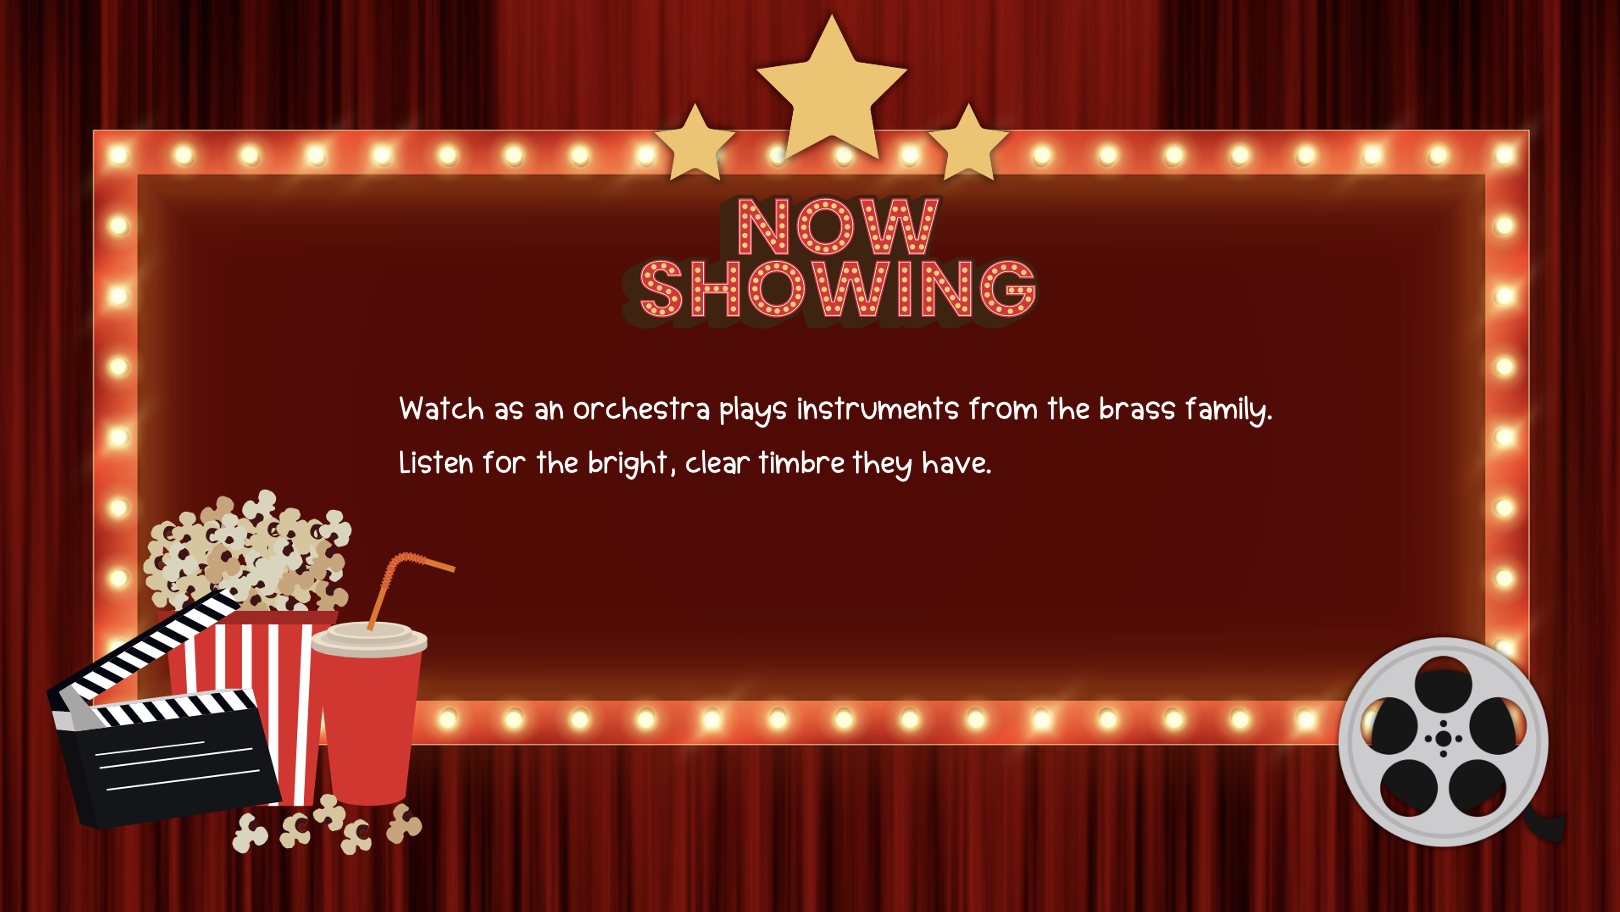 NOW
SHOWING
Watch as an orchestra plays instruments from the brass family.
Listen for the bright, clear timbre they have.